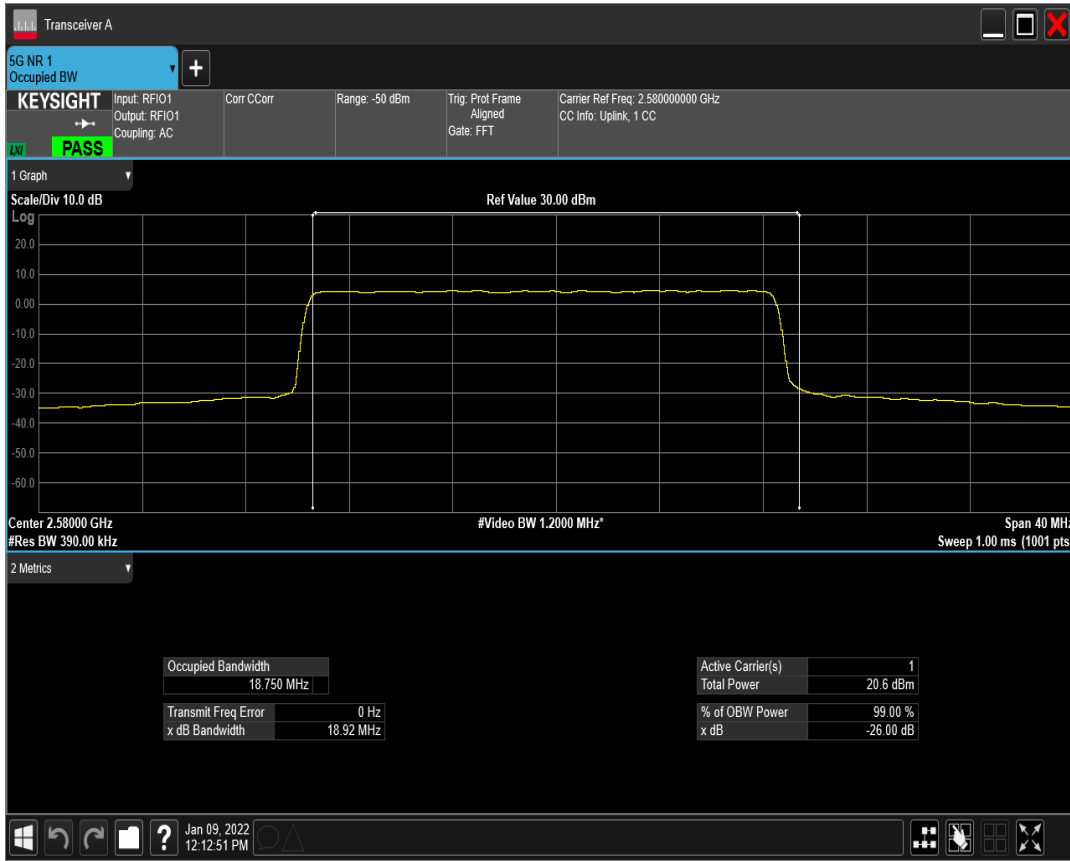 Transceiver A
5G NR 1
Occupied BW
KEYSIGHT
LXI
PASS
Input: RFIO1
Output: RFIO1
Coupling: AC
Corr CCorr
Range: -50 dBm
Trig: Prot Frame
Aligned
Gate: FFT
Carrier Ref Freq: 2.580000000 GHz
CC Info: Uplink, 1 CC
1 Graph
Scale/Div 10.0 dB
Ref Value 30.00 dBm
Log
20.0
10.0
0.00
-10.0
-20.0
-30.0
-40.0
-50.0
-60.0
Center 2.58000 GHz
#Video BW 1.2000 MHz*
Span 40 MHz
#Res BW 390.00 kHz
Sweep 1.00 ms (1001 pts
2 Metrics
Occupied Bandwidth
18.750 MHz
Transmit Freq Error 0 Hz
x dB Bandwidth 18.92 MHz
Active Carrier(s) 1
Total Power 20.6 dBm
% of OBW Power 99.00 %
x dB -26.00 dB
?
Jan 09, 2022
12:12:51 PM